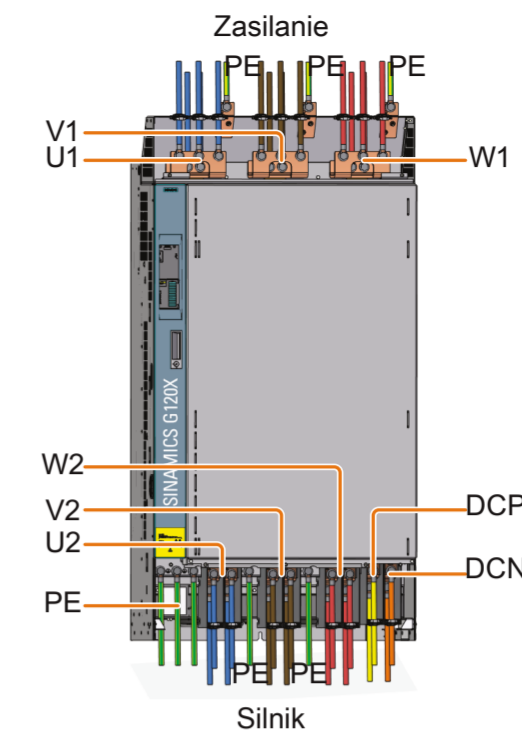 Zasilanie
PE
PE
PE
V1
U1
W1
SINAMICS G120X
W2
V2
U2
PE
DCP
DCN
PE
PE
Silnik